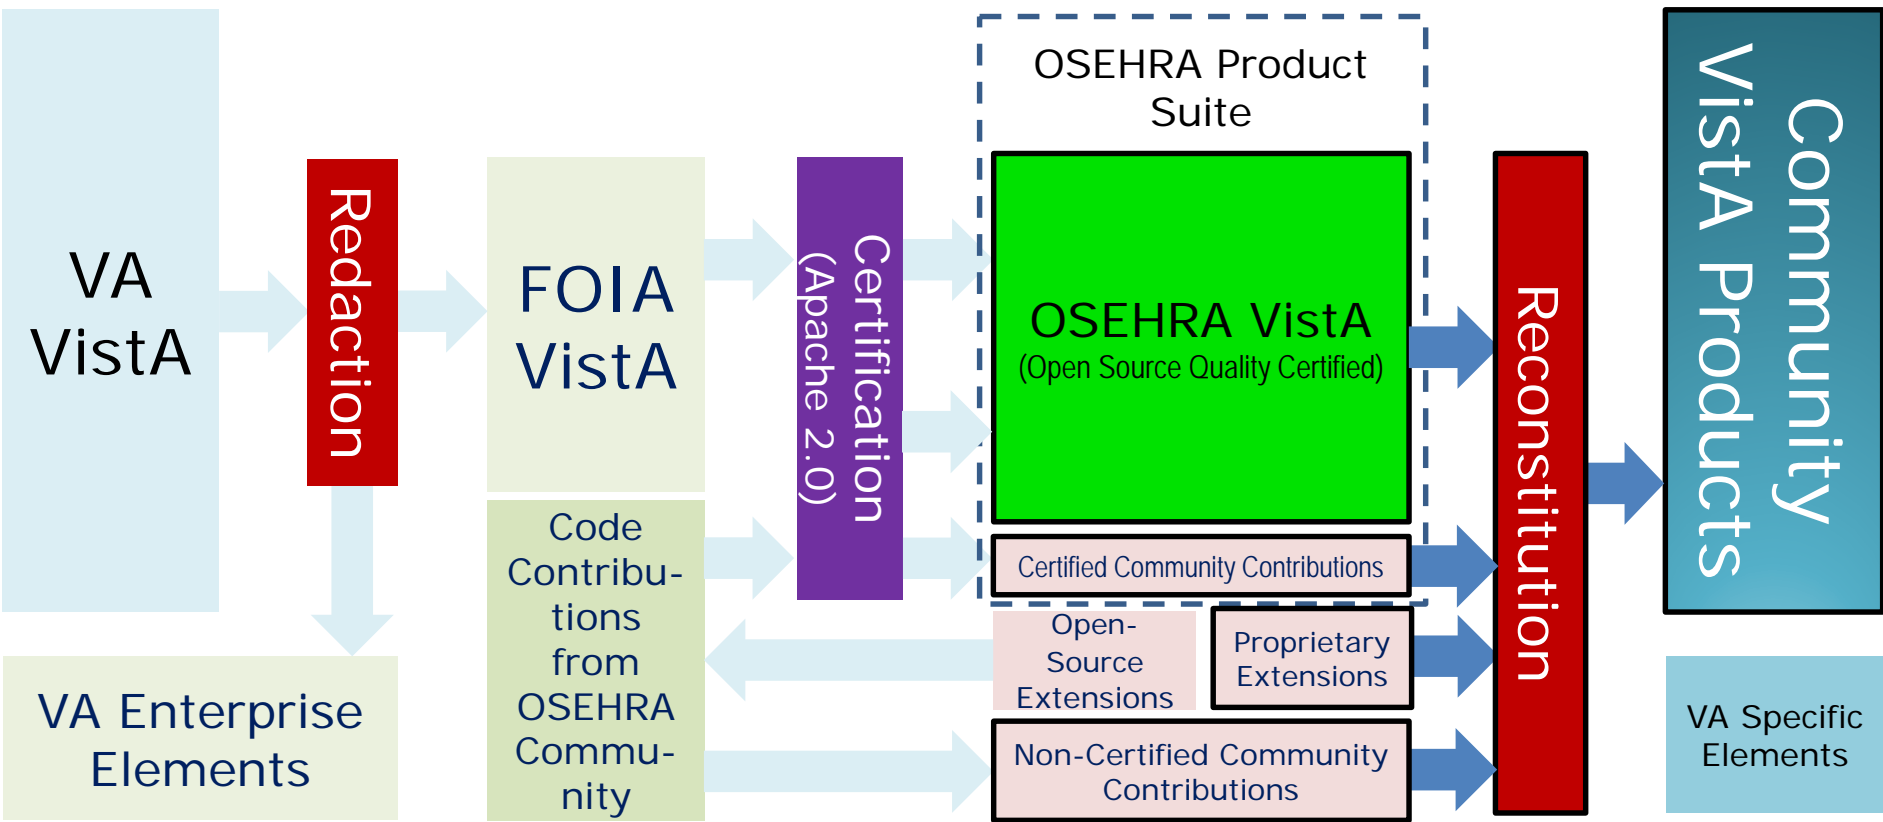 VA
VistA
Redaction
VA Enterprise
Elements
FOIA
VistA
Code
Contribu-
tions
from
OSEHRA
Commu-
nity
Certification
(Apache 2.0)
OSEHRA Product
Suite
OSEHRA VistA
(Open Source Quality Certified)
Certified Community Contributions
Open-
Source
Extensions
Proprietary
Extensions
Non-Certified Community
Contributions
Reconstitution
Community
VistA Products
VA Specific
Elements